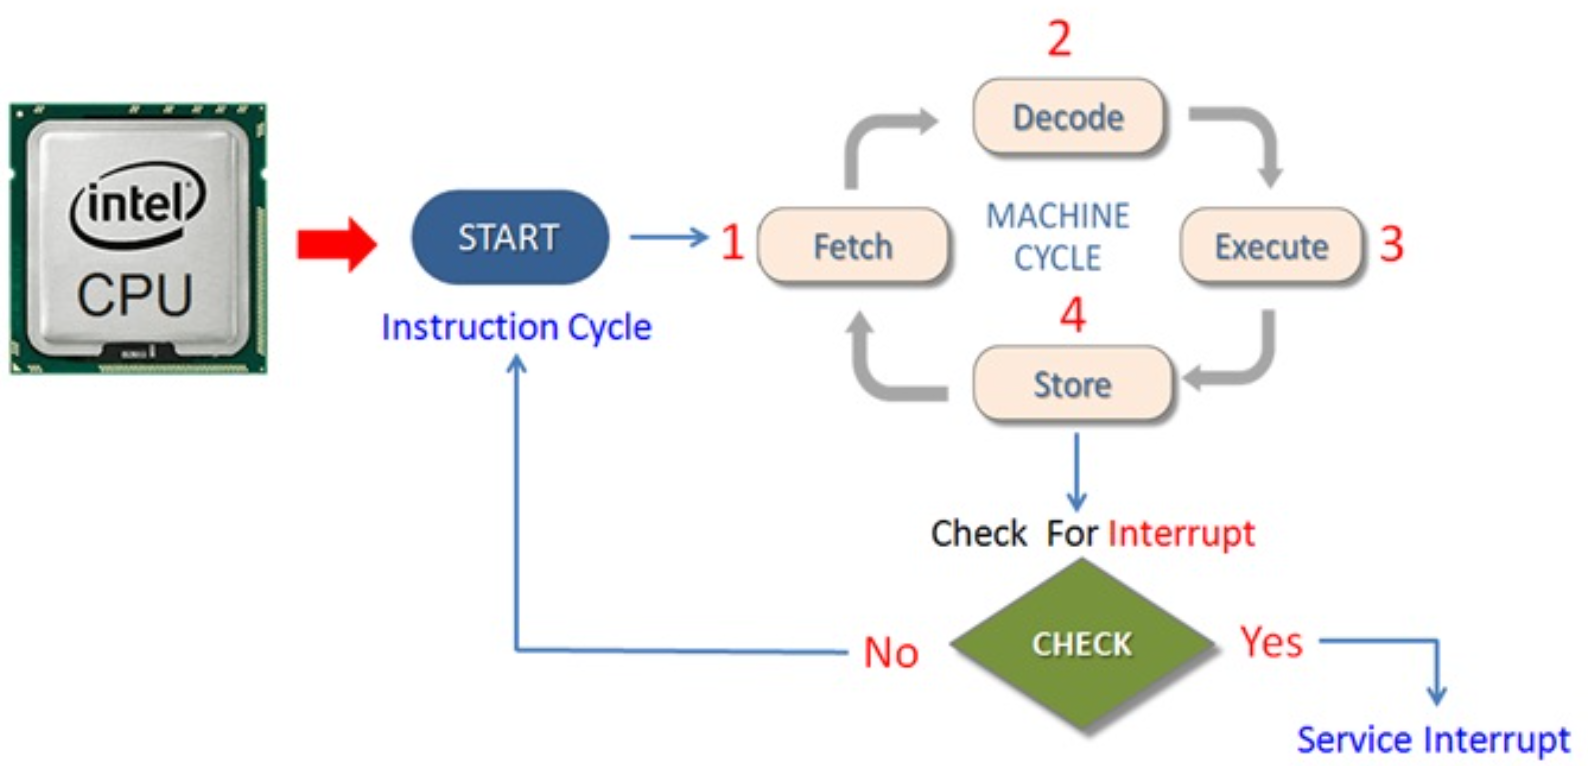 2
Decode
intel
CPU
START
1
Fetch
MACHINE
CYCLE
Execute
3
Instruction Cycle
4
Store
Check For Interrupt
CHECK
No
Yes
Service Interrupt